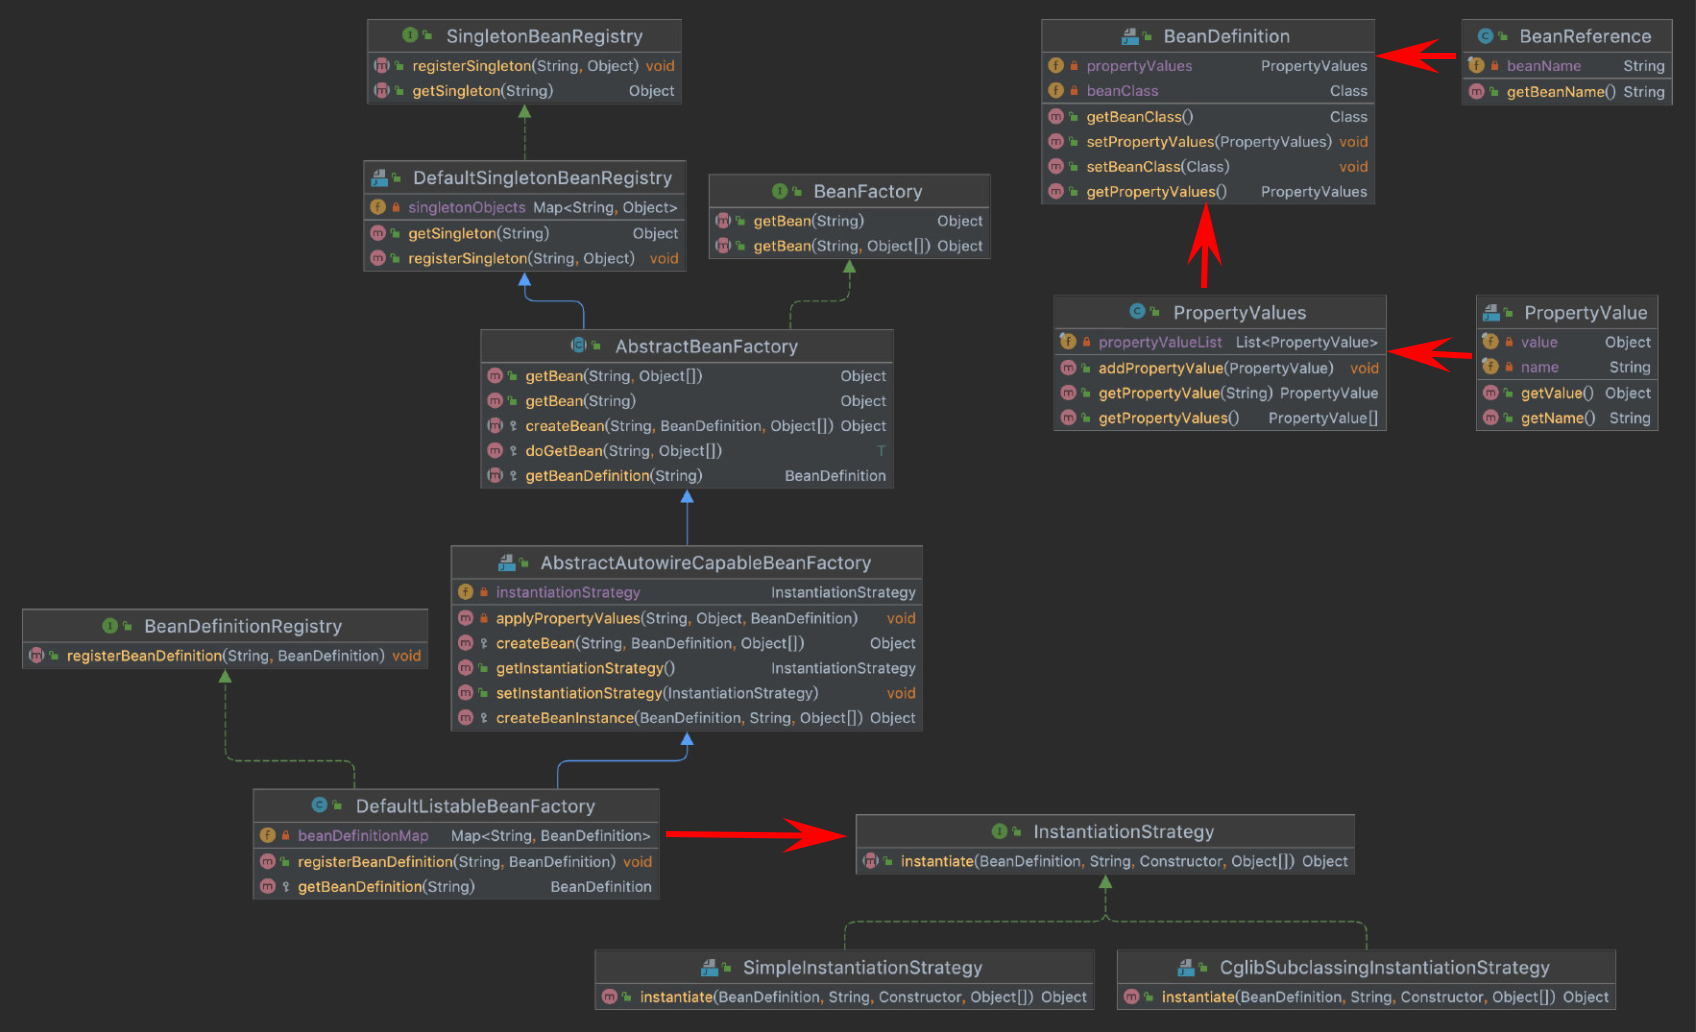 SingletonBeanRegistry
registerSingleton(String, Object) void
getSingleton(String) Object
DefaultSingletonBeanRegistry
singletonObjects Map<String, Object>
getSingleton(String) Object
registerSingleton(String, Object) void
BeanFactory
getBean(String) Object
getBean(String, Object[]) Object
BeanDefinition
propertyValues PropertyValues
beanClass Class
getBeanClass() Class
setPropertyValues(PropertyValues) void
setBeanClass(Class) void
getPropertyValues() PropertyValues
BeanReference
beanName String
getBeanName() String
PropertyValues
propertyValueList List<PropertyValue>
addPropertyValue(PropertyValue) void
getPropertyValue(String) PropertyValue
getPropertyValues() PropertyValue[]
PropertyValue
value Object
name String
getValue() Object
getName() String
AbstractBeanFactory
getBean(String, Object[]) Object
getBean(String) Object
createBean(String, BeanDefinition, Object[]) Object
doGetBean(String, Object[]) T
getBeanDefinition(String) BeanDefinition
AbstractAutowireCapableBeanFactory
instantiationStrategy InstantiationStrategy
applyPropertyValues(String, Object, BeanDefinition) void
createBean(String, BeanDefinition, Object[]) Object
getInstantiationStrategy() InstantiationStrategy
setInstantiationStrategy(InstantiationStrategy) void
createBeanInstance(BeanDefinition, String, Object[]) Object
BeanDefinitionRegistry
registerBeanDefinition(String, BeanDefinition) void
DefaultListableBeanFactory
beanDefinitionMap Map<String, BeanDefinition>
registerBeanDefinition(String, BeanDefinition) void
getBeanDefinition(String) BeanDefinition
InstantiationStrategy
instantiate(BeanDefinition, String, Constructor, Object[]) Object
SimpleInstantiationStrategy
instantiate(BeanDefinition, String, Constructor, Object[]) Object
CglibSubclassingInstantiationStrategy
instantiate(BeanDefinition, String, Constructor, Object[]) Object